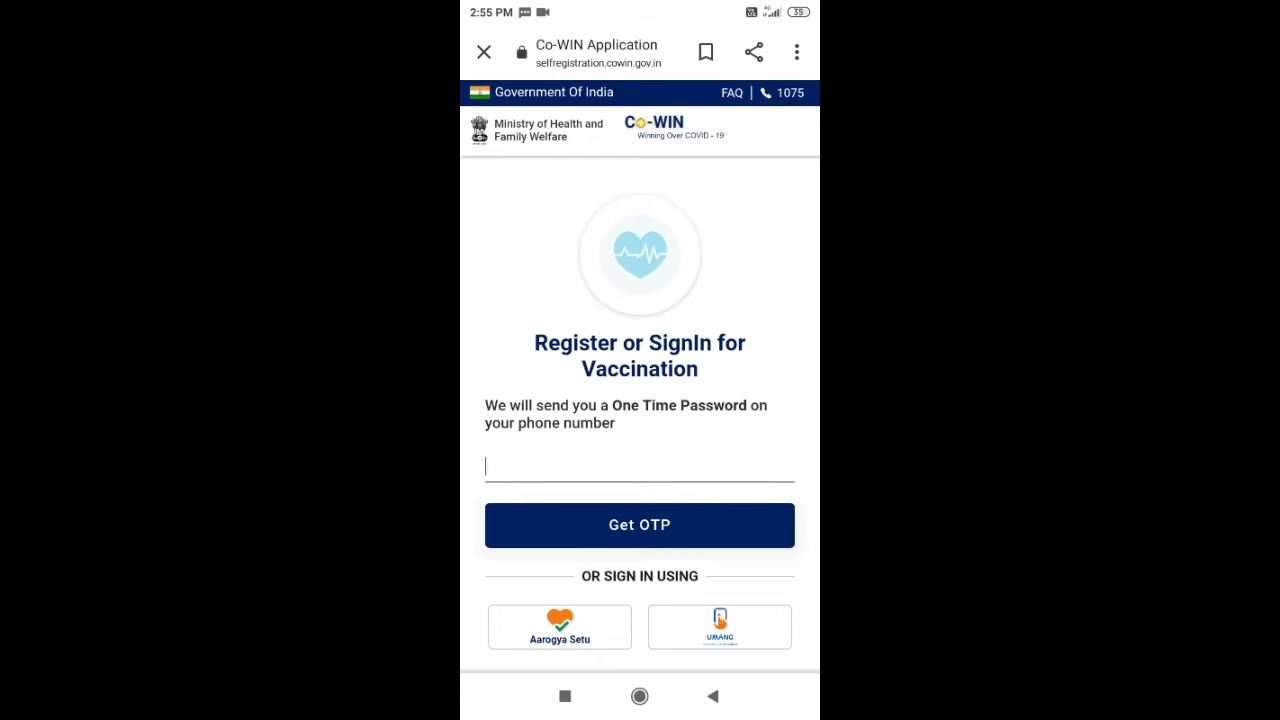 2:55 PM
4G
35
Co-WIN Application
selfregistration.cowin.gov.in
Government Of India
FAQ | 1075
Ministry of Health and
Family Welfare
Co-WIN
Winning Over COVID - 19
Register or SignIn for
Vaccination
We will send you a One Time Password on
your phone number
Get OTP
OR SIGN IN USING
Aarogya Setu
UMANG